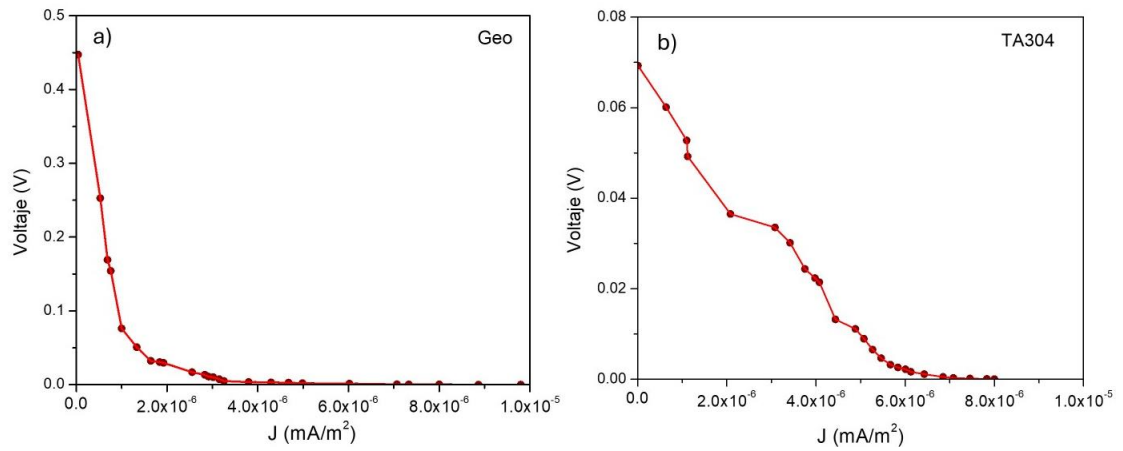 a)
Geo
0.5
0.4
0.3
0.2
0.1
0.0
Voltaje (V)
0.0
2.0x10⁻⁶
4.0x10⁻⁶
6.0x10⁻⁶
8.0x10⁻⁶
1.0x10⁻⁵
J (mA/m²)
b)
TA304
0.08
0.06
0.04
0.02
0.00
Voltaje (V)
0.0
2.0x10⁻⁶
4.0x10⁻⁶
6.0x10⁻⁶
8.0x10⁻⁶
1.0x10⁻⁵
J (mA/m²)